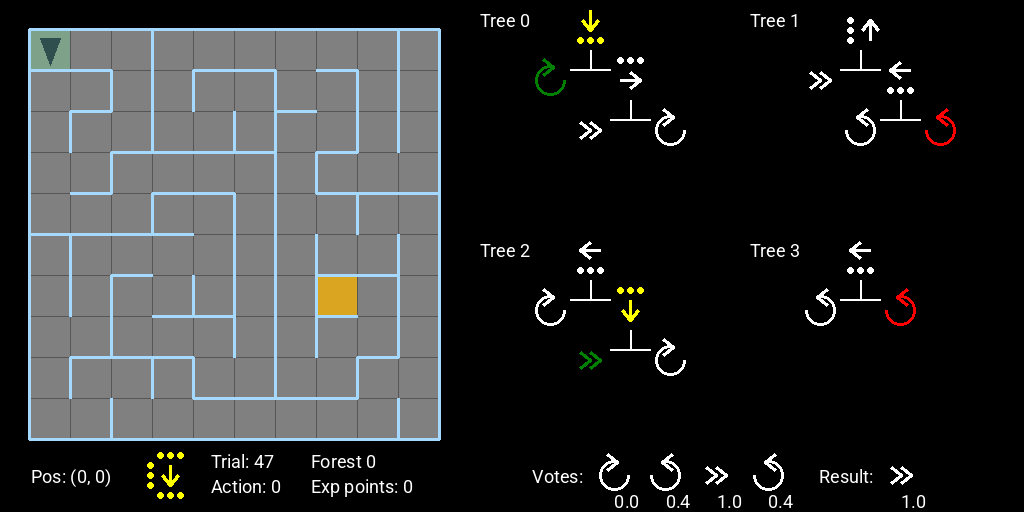 Tree 0
Tree 1
Tree 2
Tree 3
Pos: (0, 0)
Trial: 47
Forest 0
Action: 0
Exp points: 0
Votes:
Result:
0.0
0.4
1.0
0.4
1.0